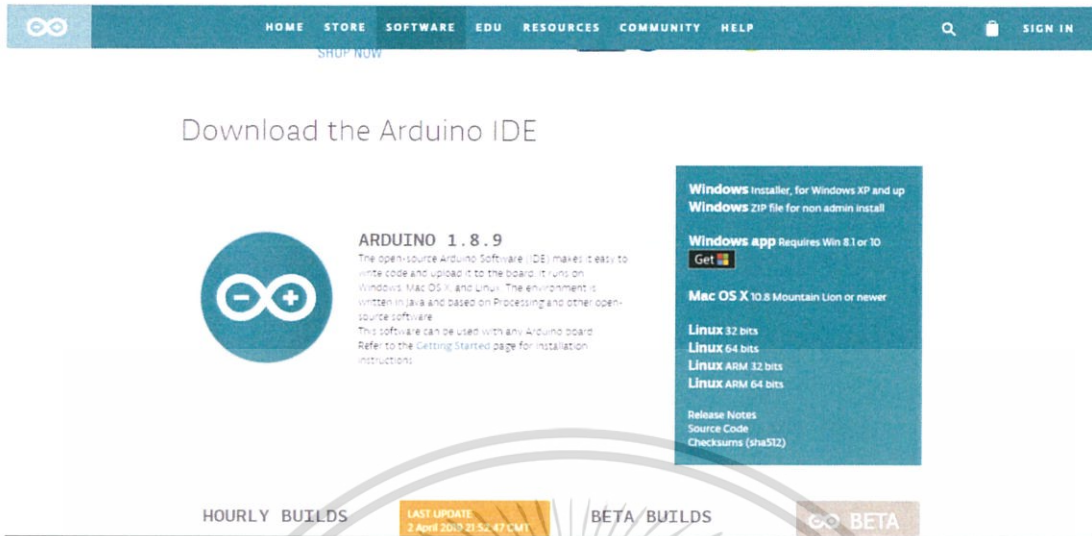 HOME STORE SOFTWARE EDU RESOURCES COMMUNITY HELP SIGN IN
SHOP NOW
Download the Arduino IDE
ARDUINO 1.8.9
The open-source Arduino Software (IDE) makes it easy to
write code and upload it to the board. It runs on
Windows, Mac OS X, and Linux. The environment is
written in Java and based on Processing and other open-
source software.
This software can be used with any Arduino board.
Refer to the Getting Started page for installation
instructions.
Windows Installer, for Windows XP and up
Windows ZIP file for non admin install
Windows app Requires Win 8.1 or 10
Get
Mac OS X 10.8 Mountain Lion or newer
Linux 32 bits
Linux 64 bits
Linux ARM 32 bits
Linux ARM 64 bits
Release Notes
Source Code
Checksums (sha512)
HOURLY BUILDS
LAST UPDATE
2 April 2019 21:52:47 GMT
BETA BUILDS
BETA